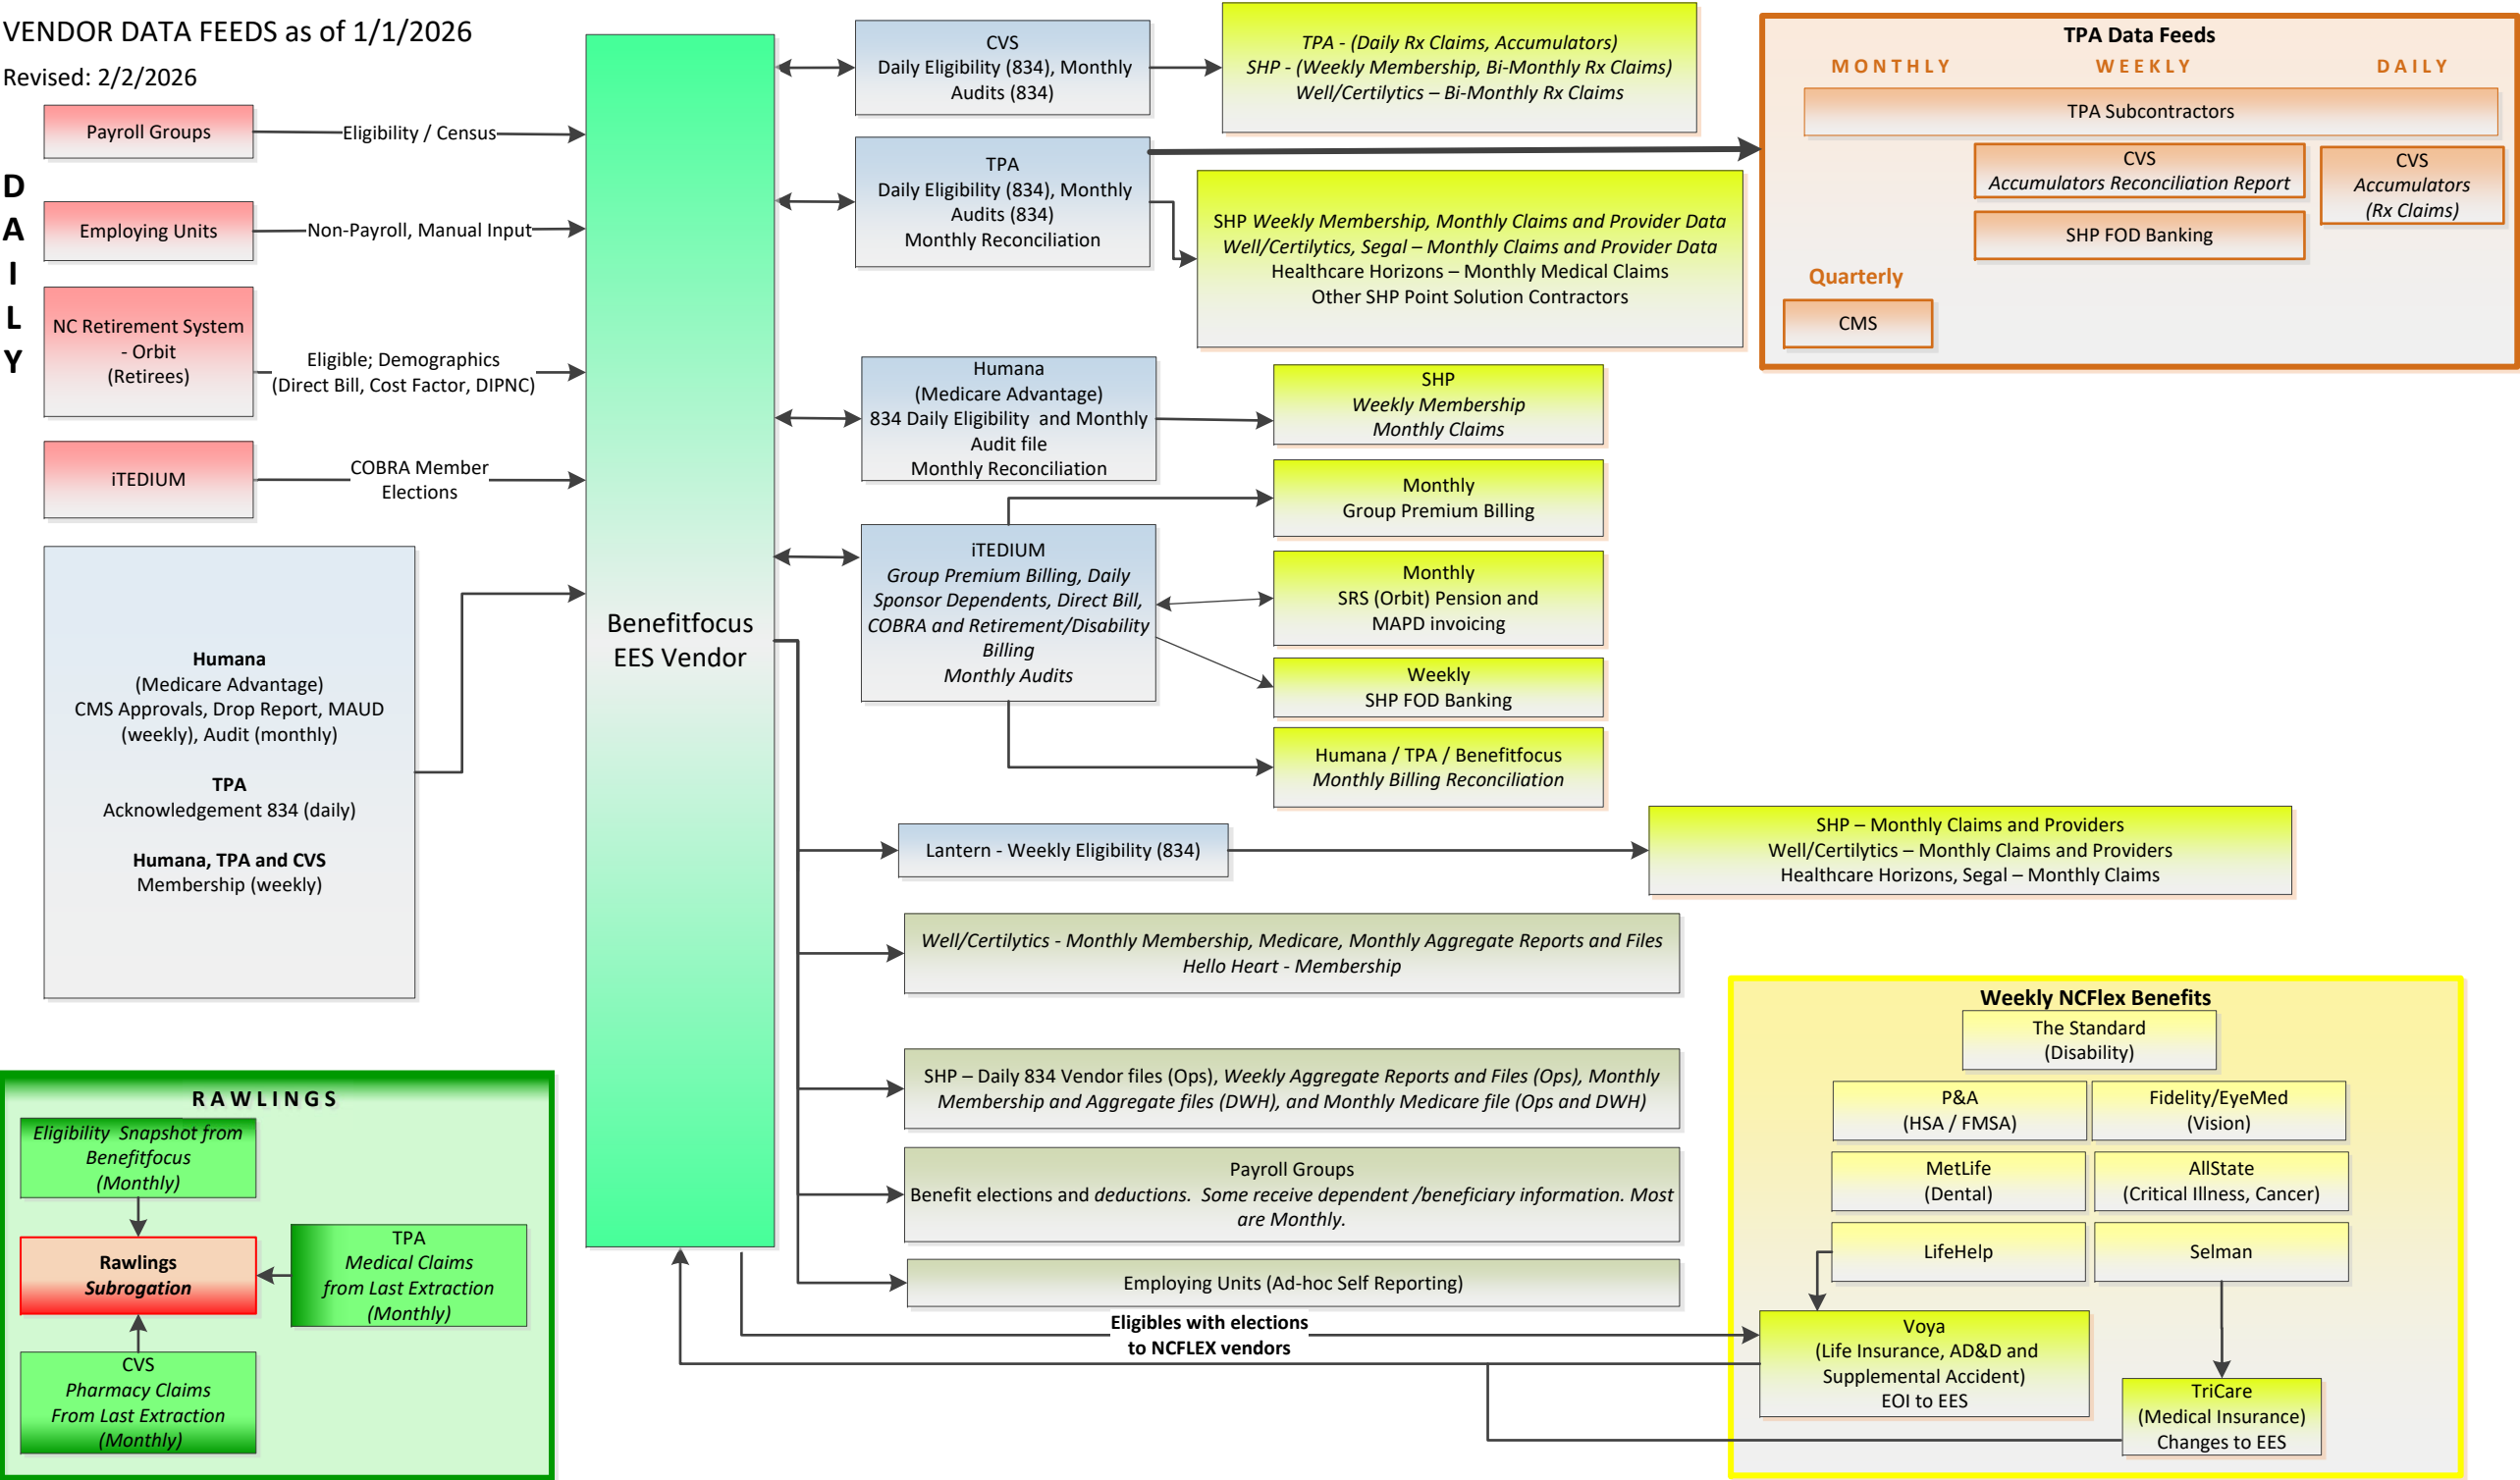 VENDOR DATA FEEDS as of 1/1/2026
Revised: 2/2/2026
D
A
I
L
Y
Payroll Groups
Eligibility / Census
Employing Units
Non-Payroll, Manual Input
NC Retirement System
- Orbit
(Retirees)
Eligible; Demographics
(Direct Bill, Cost Factor, DIPNC)
iTEDIUM
COBRA Member
Elections
Humana
(Medicare Advantage)
CMS Approvals, Drop Report, MAUD
(weekly), Audit (monthly)
TPA
Acknowledgement 834 (daily)
Humana, TPA and CVS
Membership (weekly)
Benefitfocus
EES Vendor
CVS
Daily Eligibility (834), Monthly
Audits (834)
TPA - (Daily Rx Claims, Accumulators)
SHP - (Weekly Membership, Bi-Monthly Rx Claims)
Well/Certilytics – Bi-Monthly Rx Claims
TPA
Daily Eligibility (834), Monthly
Audits (834)
Monthly Reconciliation
SHP Weekly Membership, Monthly Claims and Provider Data
Well/Certilytics, Segal – Monthly Claims and Provider Data
Healthcare Horizons – Monthly Medical Claims
Other SHP Point Solution Contractors
TPA Data Feeds
MONTHLY WEEKLY DAILY
TPA Subcontractors
CVS
Accumulators Reconciliation Report
CVS
Accumulators
(Rx Claims)
SHP FOD Banking
Quarterly
CMS
Humana
(Medicare Advantage)
834 Daily Eligibility and Monthly
Audit file
Monthly Reconciliation
SHP
Weekly Membership
Monthly Claims
iTEDIUM
Group Premium Billing, Daily
Sponsor Dependents, Direct Bill,
COBRA and Retirement/Disability
Billing
Monthly Audits
Monthly
Group Premium Billing
Monthly
SRS (Orbit) Pension and
MAPD invoicing
Weekly
SHP FOD Banking
Humana / TPA / Benefitfocus
Monthly Billing Reconciliation
Lantern - Weekly Eligibility (834)
SHP – Monthly Claims and Providers
Well/Certilytics – Monthly Claims and Providers
Healthcare Horizons, Segal – Monthly Claims
Well/Certilytics - Monthly Membership, Medicare, Monthly Aggregate Reports and Files
Hello Heart - Membership
SHP – Daily 834 Vendor files (Ops), Weekly Aggregate Reports and Files (Ops), Monthly
Membership and Aggregate files (DWH), and Monthly Medicare file (Ops and DWH)
Payroll Groups
Benefit elections and deductions. Some receive dependent /beneficiary information. Most
are Monthly.
Employing Units (Ad-hoc Self Reporting)
Eligibles with elections
to NCFLEX vendors
RAWLINGS
Eligibility Snapshot from
Benefitfocus
(Monthly)
Rawlings
Subrogation
TPA
Medical Claims
from Last Extraction
(Monthly)
CVS
Pharmacy Claims
From Last Extraction
(Monthly)
Weekly NCFlex Benefits
The Standard
(Disability)
P&A
(HSA / FMSA)
Fidelity/EyeMed
(Vision)
MetLife
(Dental)
AllState
(Critical Illness, Cancer)
LifeHelp
Selman
Voya
(Life Insurance, AD&D and
Supplemental Accident)
EOI to EES
TriCare
(Medical Insurance)
Changes to EES